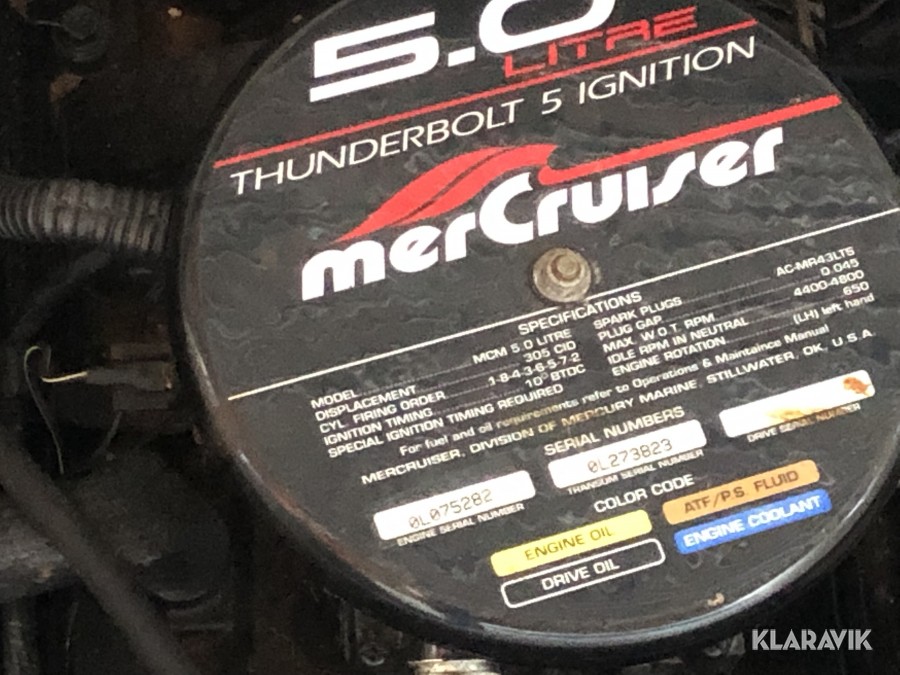 5.0
LITRE
THUNDERBOLT 5 IGNITION
merCruiser
SPECIFICATIONS
MODEL MCM 5.0 LITRE
DISPLACEMENT 305 CID
CYL. FIRING ORDER 1-8-4-3-6-5-7-2
IGNITION TIMING 10° BTDC
SPECIAL IGNITION TIMING REQUIRED
SPARK PLUGS AC-MR43LTS
PLUG GAP 0.045
MAX. W.O.T. RPM 4400-4800
IDLE RPM IN NEUTRAL 650
ENGINE ROTATION (LH) left hand
For fuel and oil requirements refer to Operations & Maintaince Manual
MERCRUISER, DIVISION OF MERCURY MARINE, STILLWATER, OK, U.S.A.
SERIAL NUMBERS
0L075282
ENGINE SERIAL NUMBER
0L273823
TRANSOM SERIAL NUMBER
DRIVE SERIAL NUMBER
COLOR CODE
ENGINE OIL
ATF/P.S. FLUID
DRIVE OIL
ENGINE COOLANT
KLARAVIK